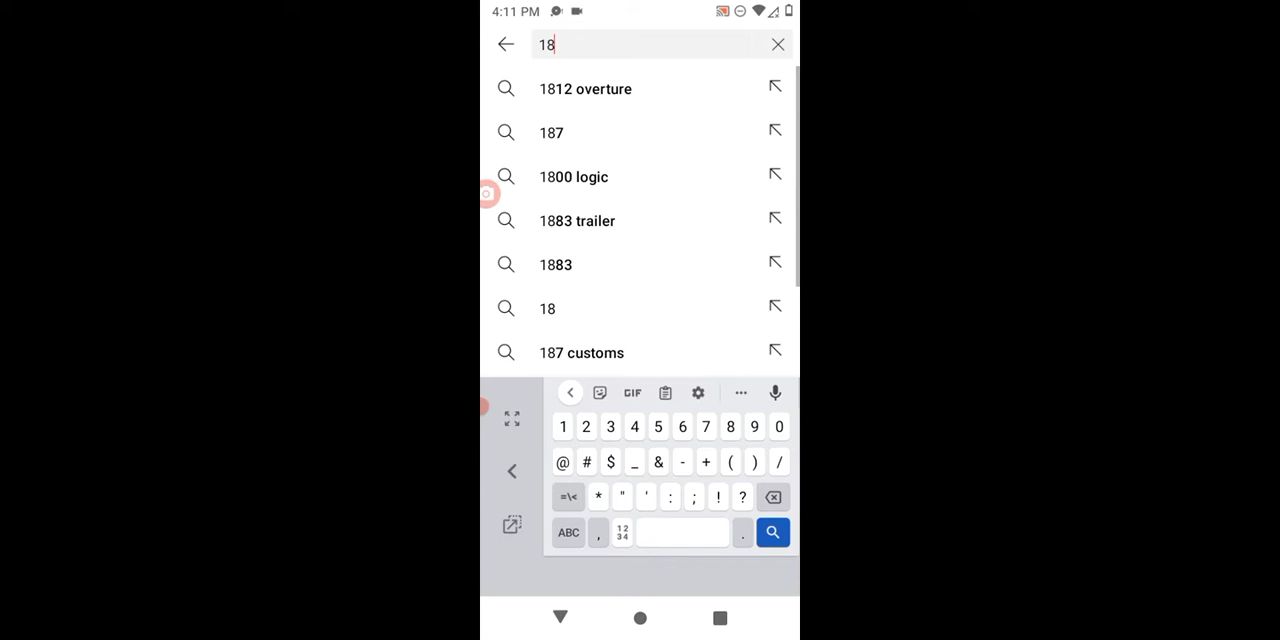 4:11 PM
18
1812 overture
187
1800 logic
1883 trailer
1883
18
187 customs
GIF
1 2 3 4 5 6 7 8 9 0
@ # $ _ & - + ( ) /
=\< * " ' : ; ! ?
ABC , 12 34 .